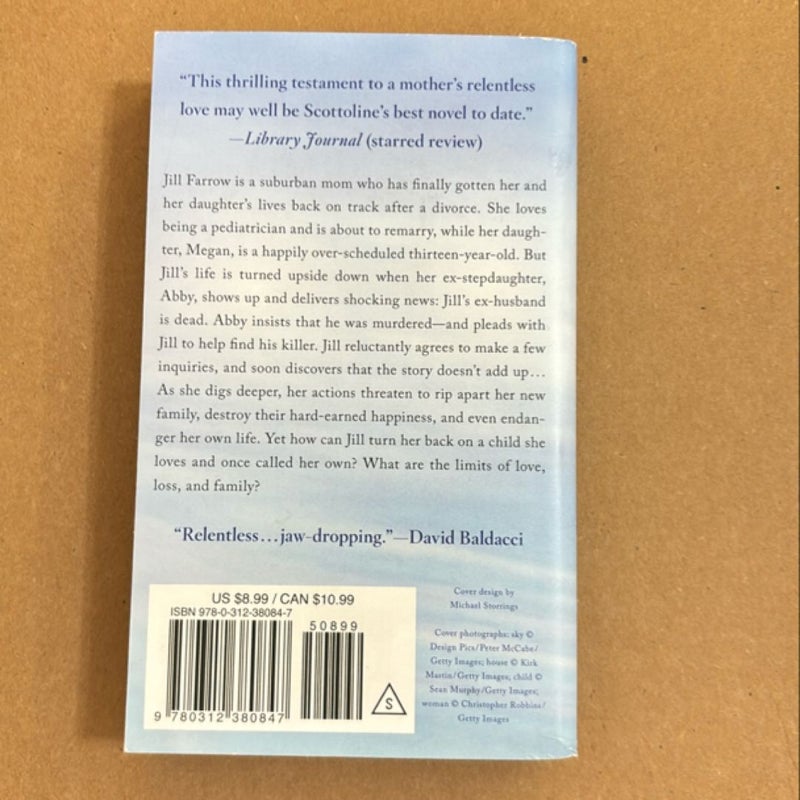 “This thrilling testament to a mother’s relentless
love may well be Scottoline’s best novel to date.”
—Library Journal (starred review)
Jill Farrow is a suburban mom who has finally gotten her and
her daughter’s lives back on track after a divorce. She loves
being a pediatrician and is about to remarry, while her daugh-
ter, Megan, is a happily over-scheduled thirteen-year-old. But
Jill’s life is turned upside down when her ex-stepdaughter,
Abby, shows up and delivers shocking news: Jill’s ex-husband
is dead. Abby insists that he was murdered—and pleads with
Jill to help find his killer. Jill reluctantly agrees to make a few
inquiries, and soon discovers that the story doesn’t add up…
As she digs deeper, her actions threaten to rip apart her new
family, destroy their hard-earned happiness, and even endan-
ger her own life. Yet how can Jill turn her back on a child she
loves and once called her own? What are the limits of love,
loss, and family?
“Relentless…jaw-dropping.”—David Baldacci
US $8.99 / CAN $10.99
ISBN 978-0-312-38084-7
50899
9 780312 380847
S
Cover design by
Michael Storrings
Cover photographs: sky ©
Design Pics/Peter McCabe/
Getty Images; house © Kirk
Mastin/Getty Images; child ©
Sean Murphy/Getty Images;
woman © Christopher Robbins/
Getty Images